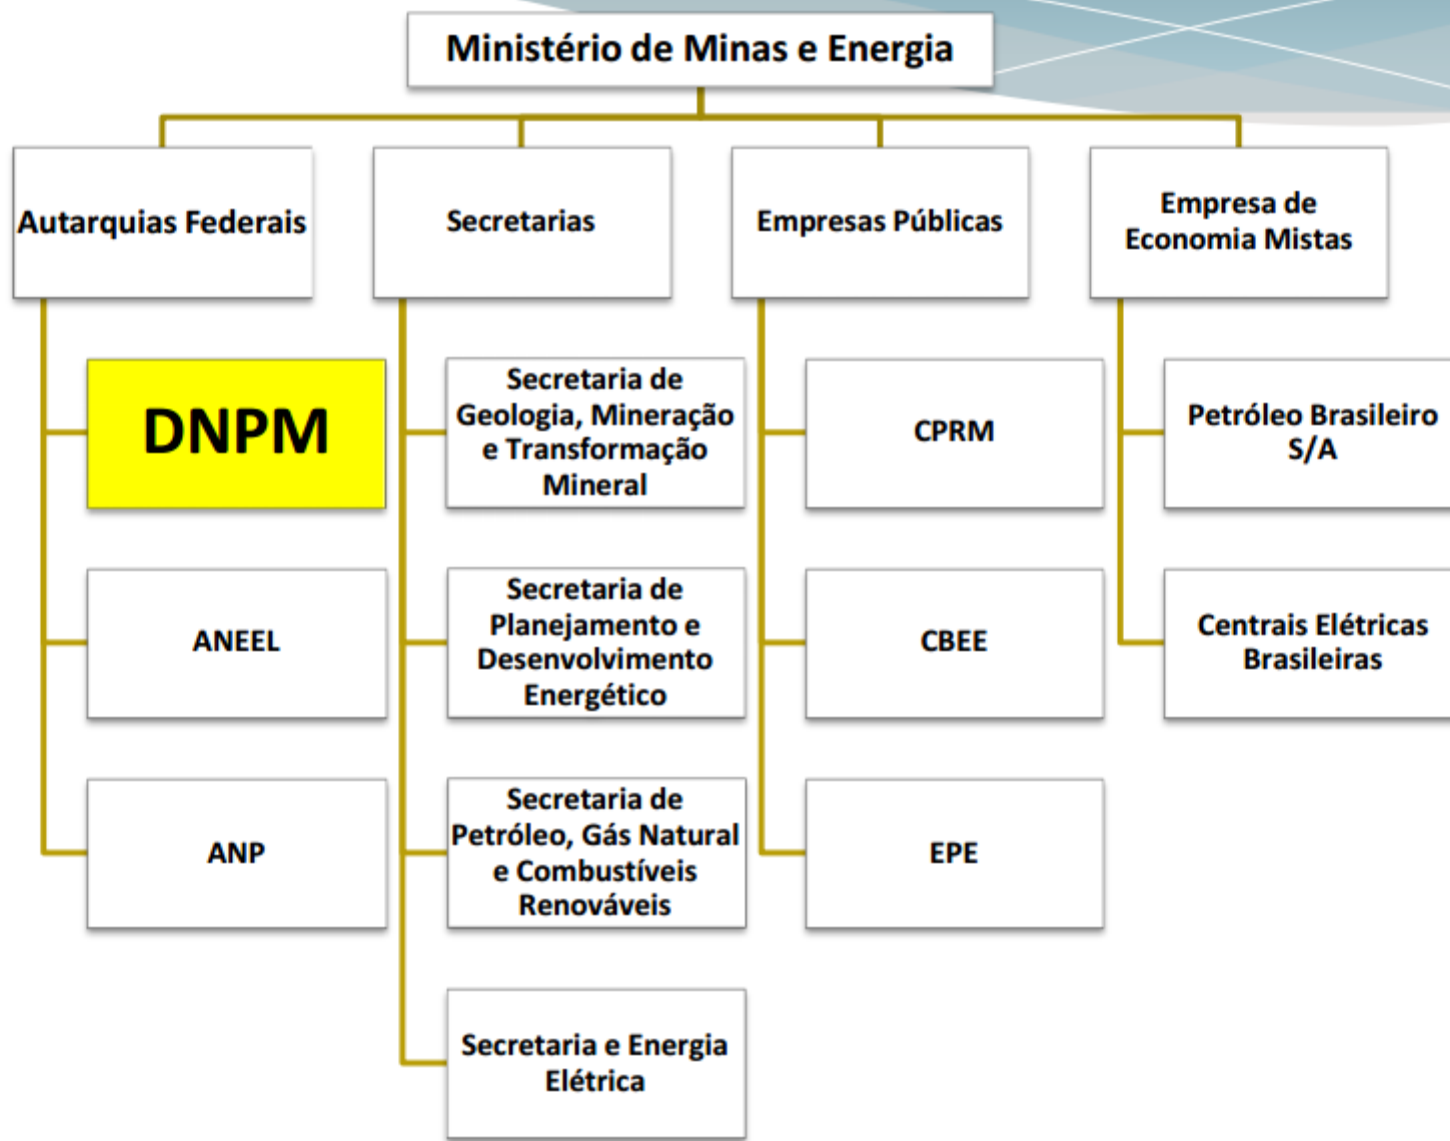 Ministério de Minas e Energia
Autarquias Federais
Secretarias
Empresas Públicas
Empresa de
Economia Mistas
DNPM
Secretaria de
Geologia, Mineração
e Transformação
Mineral
CPRM
Petróleo Brasileiro
S/A
ANEEL
Secretaria de
Planejamento e
Desenvolvimento
Energético
CBEE
Centrais Elétricas
Brasileiras
ANP
Secretaria de
Petróleo, Gás Natural
e Combustíveis
Renováveis
EPE
Secretaria e Energia
Elétrica